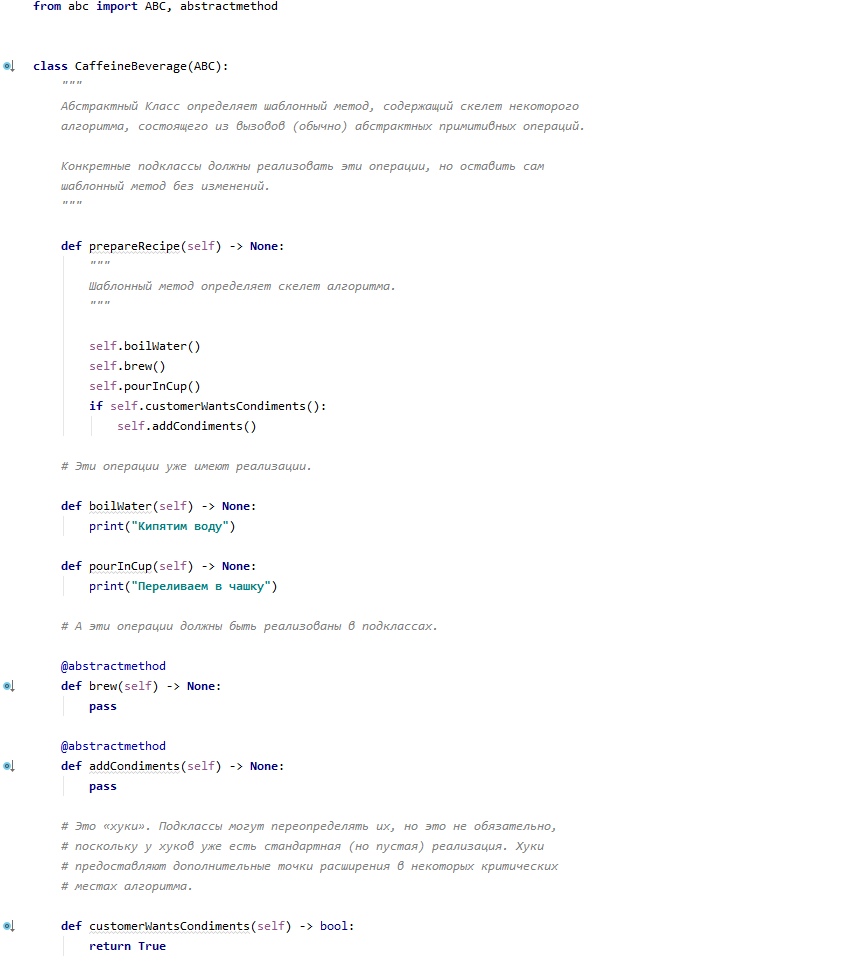 from abc import ABC, abstractmethod
class CaffeineBeverage(ABC):
"""
Абстрактный Класс определяет шаблонный метод, содержащий скелет некоторого
алгоритма, состоящего из вызовов (обычно) абстрактных примитивных операций.
Конкретные подклассы должны реализовать эти операции, но оставить сам
шаблонный метод без изменений.
"""
def prepareRecipe(self) -> None:
"""
Шаблонный метод определяет скелет алгоритма.
"""
self.boilWater()
self.brew()
self.pourInCup()
if self.customerWantsCondiments():
self.addCondiments()
# Эти операции уже имеют реализации.
def boilWater(self) -> None:
print("Кипятим воду")
def pourInCup(self) -> None:
print("Переливаем в чашку")
# А эти операции должны быть реализованы в подклассах.
@abstractmethod
def brew(self) -> None:
pass
@abstractmethod
def addCondiments(self) -> None:
pass
# Это «хуки». Подклассы могут переопределять их, но это не обязательно,
# поскольку у хуков уже есть стандартная (но пустая) реализация. Хуки
# предоставляют дополнительные точки расширения в некоторых критических
# местах алгоритма.
def customerWantsCondiments(self) -> bool:
return True